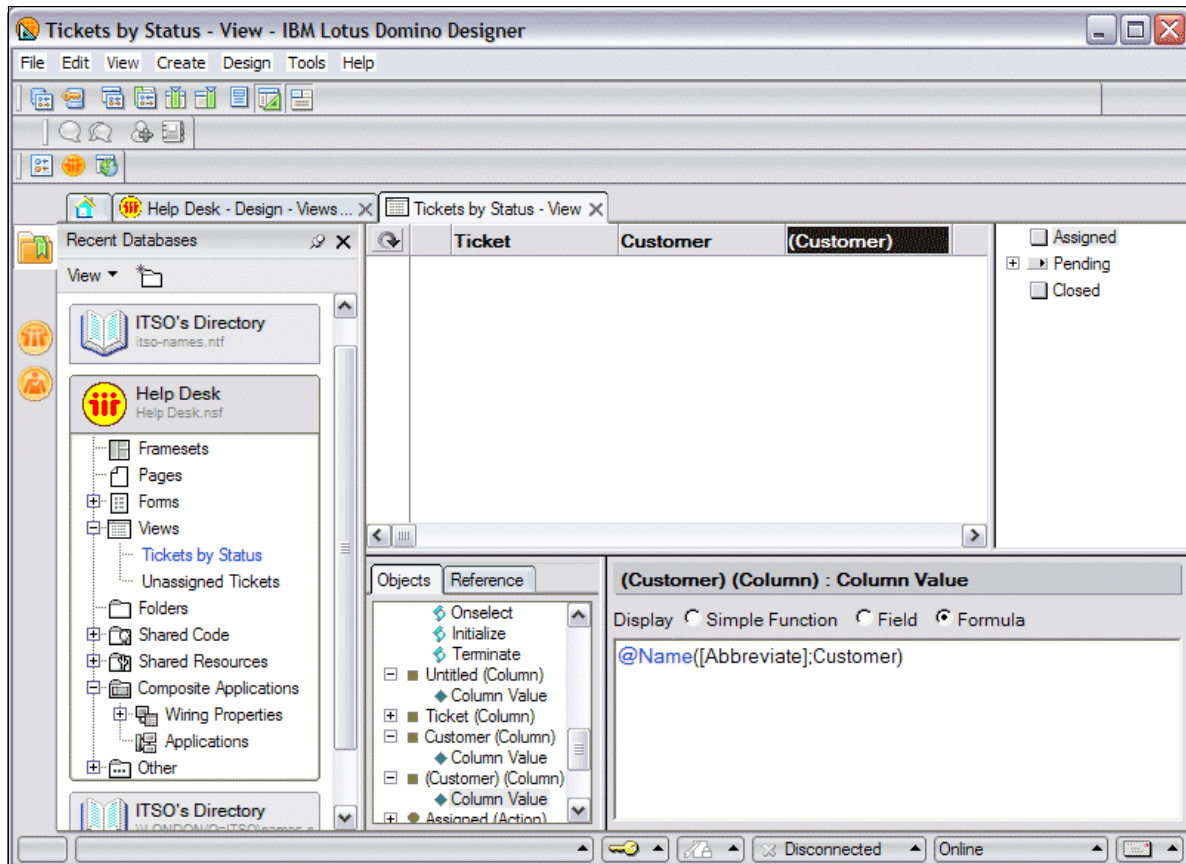 Tickets by Status - View - IBM Lotus Domino Designer
File Edit View Create Design Tools Help
Help Desk - Design - Views...
Tickets by Status - View
Recent Databases
View
ITSO's Directory
itso-names.ntf
Help Desk
Help Desk.nsf
Framesets
Pages
Forms
Views
Tickets by Status
Unassigned Tickets
Folders
Shared Code
Shared Resources
Composite Applications
Wiring Properties
Applications
Other
ITSO's Directory
Ticket Customer (Customer)
Assigned
Pending
Closed
Objects Reference
Onselect
Initialize
Terminate
Untitled (Column)
Column Value
Ticket (Column)
Customer (Column)
Column Value
(Customer) (Column)
Column Value
Assigned (Action)
(Customer) (Column) : Column Value
Display Simple Function Field Formula
@Name([Abbreviate];Customer)
Disconnected
Online